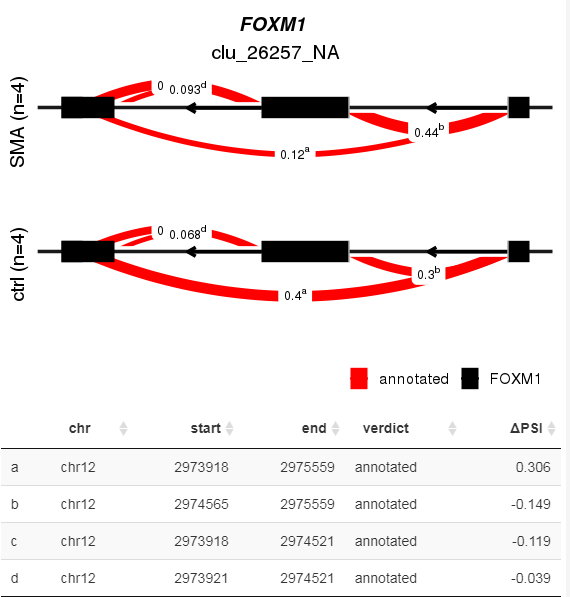 FOXM1
clu_26257_NA
SMA (n=4)
0 0.093d
0.44b
0.12a
ctrl (n=4)
0 0.068d
0.3b
0.4a
annotated FOXM1
chr start end verdict ΔPSI
a chr12 2973918 2975559 annotated 0.306
b chr12 2974565 2975559 annotated -0.149
c chr12 2973918 2974521 annotated -0.119
d chr12 2973921 2974521 annotated -0.039